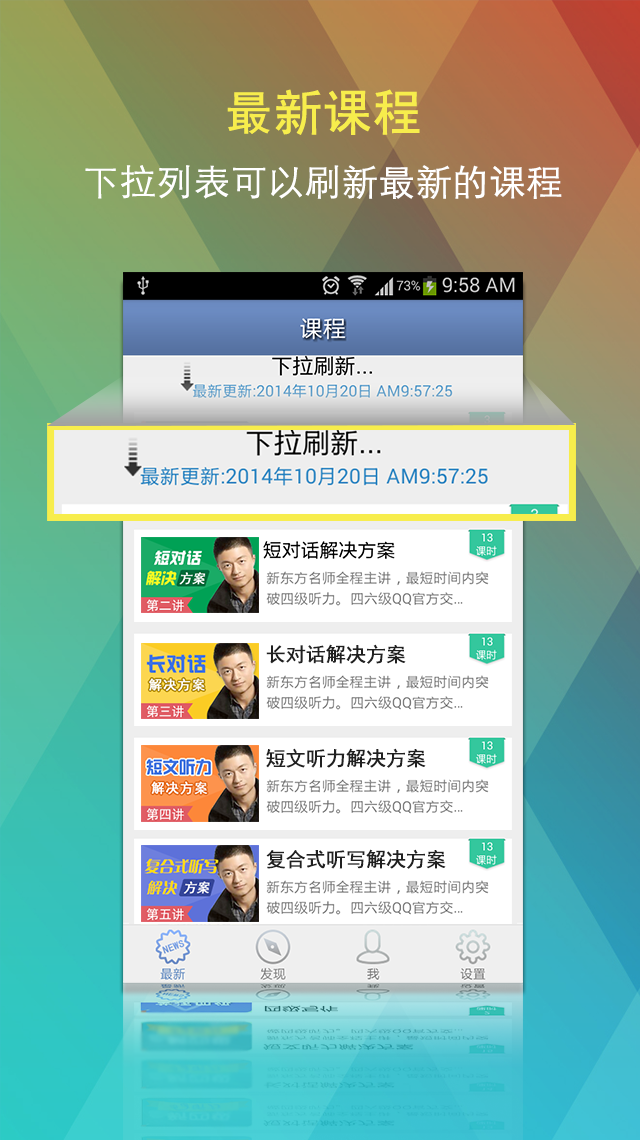 最新课程
下拉列表可以刷新最新的课程
73% 9:58 AM
课程
下拉刷新...
最新更新:2014年10月20日 AM9:57:25
下拉刷新...
最新更新:2014年10月20日 AM9:57:25
短对话
解决方案
第二讲
短对话解决方案
13
课时
新东方名师全程主讲，最短时间内突
破四级听力。四六级QQ官方交...
长对话
解决方案
第三讲
长对话解决方案
13
课时
新东方名师全程主讲，最短时间内突
破四级听力。四六级QQ官方交...
短文听力
解决方案
第四讲
短文听力解决方案
13
课时
新东方名师全程主讲，最短时间内突
破四级听力。四六级QQ官方交...
复合式听写
解决方案
第五讲
复合式听写解决方案
13
课时
新东方名师全程主讲，最短时间内突
破四级听力。四六级QQ官方交...
NEWS
最新 发现 我 设置